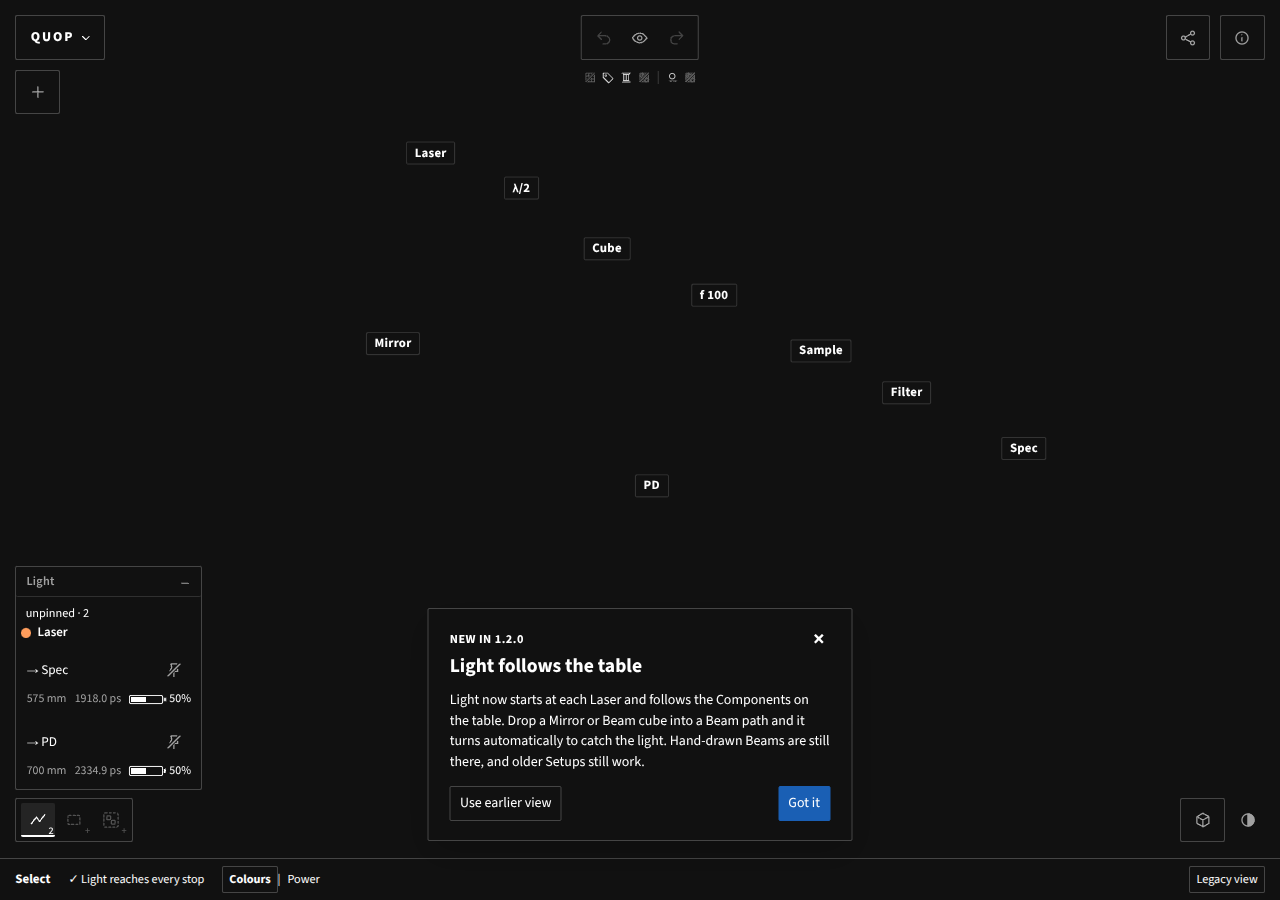 QUOP
Laser
λ/2
Cube
f 100
Mirror
Sample
Filter
Spec
PD
Light
unpinned · 2
Laser
→ Spec
575 mm 1918.0 ps 50%
→ PD
700 mm 2334.9 ps 50%
2
NEW IN 1.2.0
Light follows the table
Light now starts at each Laser and follows the Components on
the table. Drop a Mirror or Beam cube into a Beam path and it
turns automatically to catch the light. Hand-drawn Beams are still
there, and older Setups still work.
Use earlier view
Got it
Select ✓ Light reaches every stop Colours | Power
Legacy view